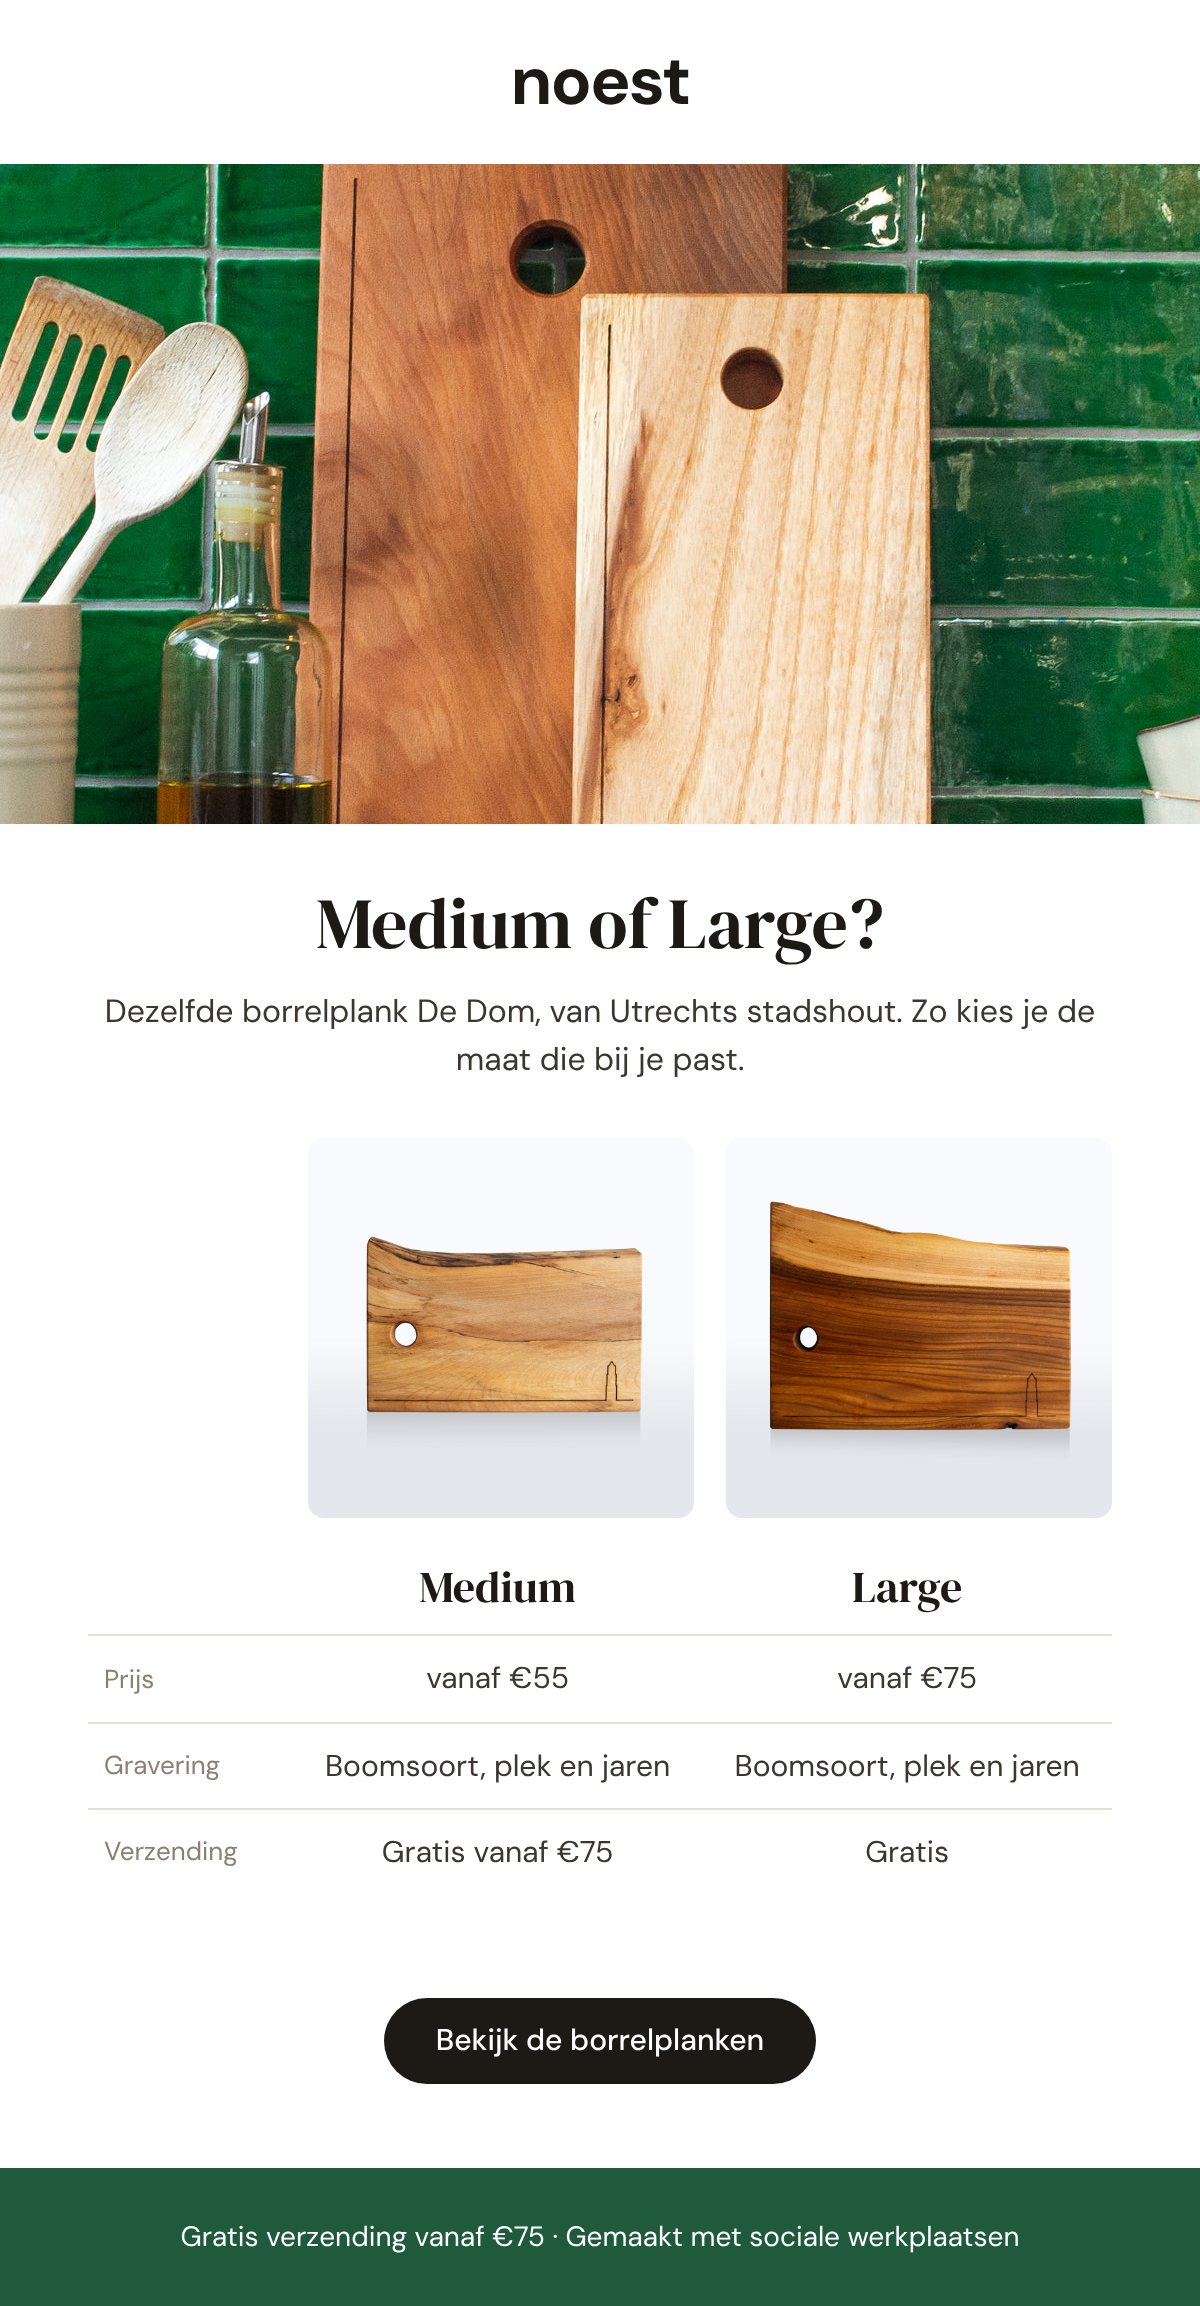 noest
Medium of Large?
Dezelfde borrelplank De Dom, van Utrechts stadshout. Zo kies je de
maat die bij je past.
Medium Large
Prijs vanaf €55 vanaf €75
Gravering Boomsoort, plek en jaren Boomsoort, plek en jaren
Verzending Gratis vanaf €75 Gratis
Bekijk de borrelplanken
Gratis verzending vanaf €75 · Gemaakt met sociale werkplaatsen